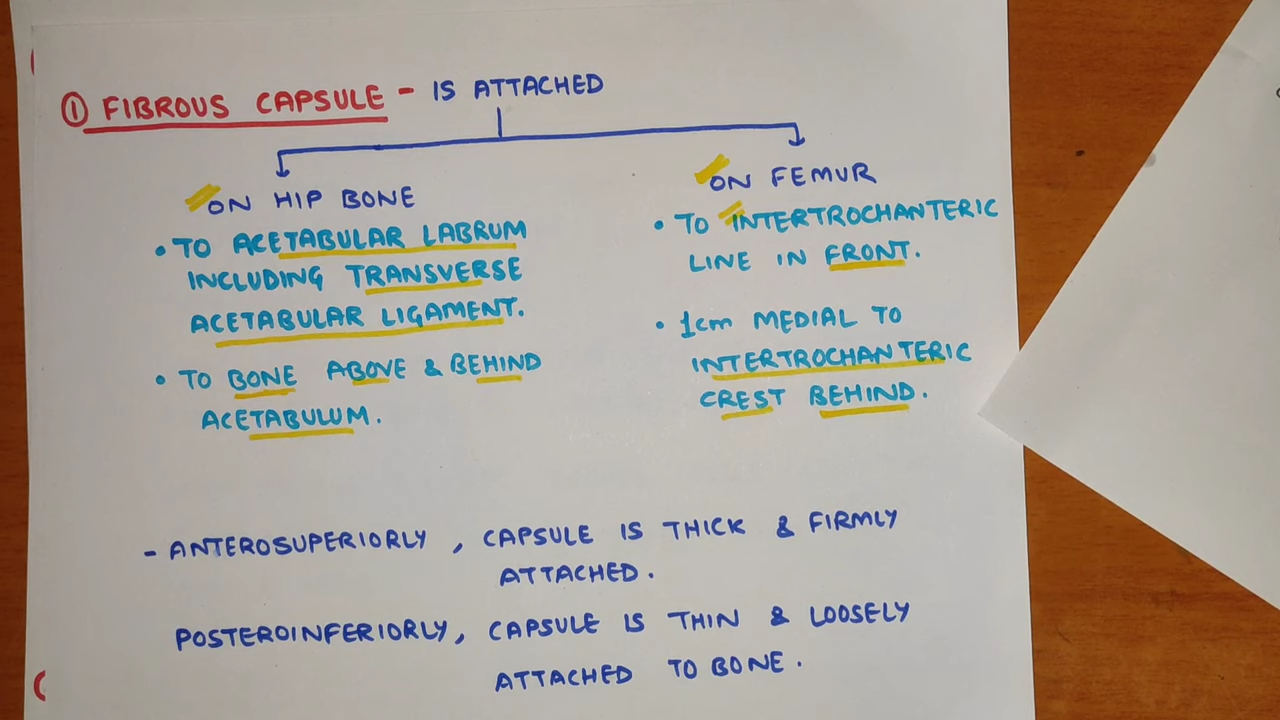 ① FIBROUS CAPSULE - IS ATTACHED
ON HIP BONE
• TO ACETABULAR LABRUM
INCLUDING TRANSVERSE
ACETABULAR LIGAMENT.
• TO BONE ABOVE & BEHIND
ACETABULUM.
ON FEMUR
• TO INTERTROCHANTERIC
LINE IN FRONT.
• 1cm MEDIAL TO
INTERTROCHANTERIC
CREST BEHIND.
- ANTEROSUPERIORLY, CAPSULE IS THICK & FIRMLY
ATTACHED.
POSTEROINFERIORLY, CAPSULE IS THIN & LOOSELY
ATTACHED TO BONE.